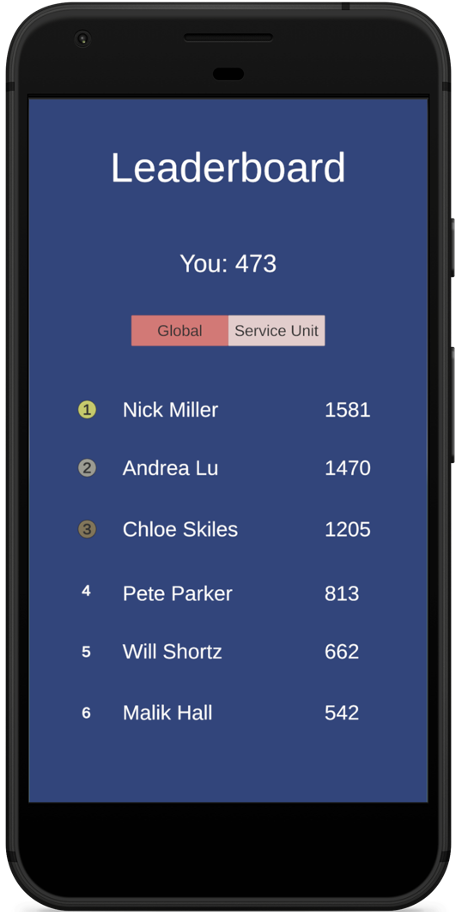 Leaderboard
You: 473
Global Service Unit
1 Nick Miller 1581
2 Andrea Lu 1470
3 Chloe Skiles 1205
4 Pete Parker 813
5 Will Shortz 662
6 Malik Hall 542